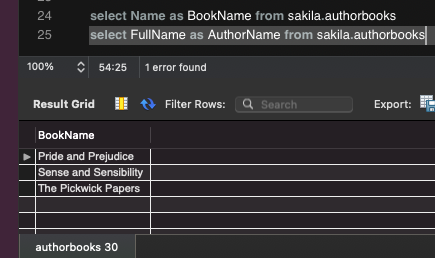 24 select Name as BookName from sakila.authorbooks
25 select FullName as AuthorName from sakila.authorbooks
100% 54:25 1 error found
Result Grid Filter Rows: Search Export:
BookName
Pride and Prejudice
Sense and Sensibility
The Pickwick Papers
authorbooks 30